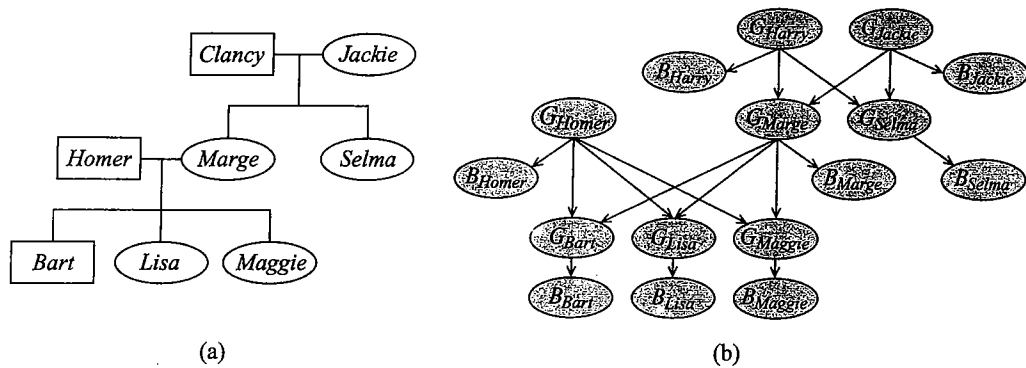 Clancy Jackie
Homer Marge Selma
Bart Lisa Maggie
(a)
G_Harry G_Jackie
B_Harry B_Jackie
G_Homer G_Marge G_Selma
B_Homer B_Marge B_Selma
G_Bart G_Lisa G_Maggie
B_Bart B_Lisa B_Maggie
(b)